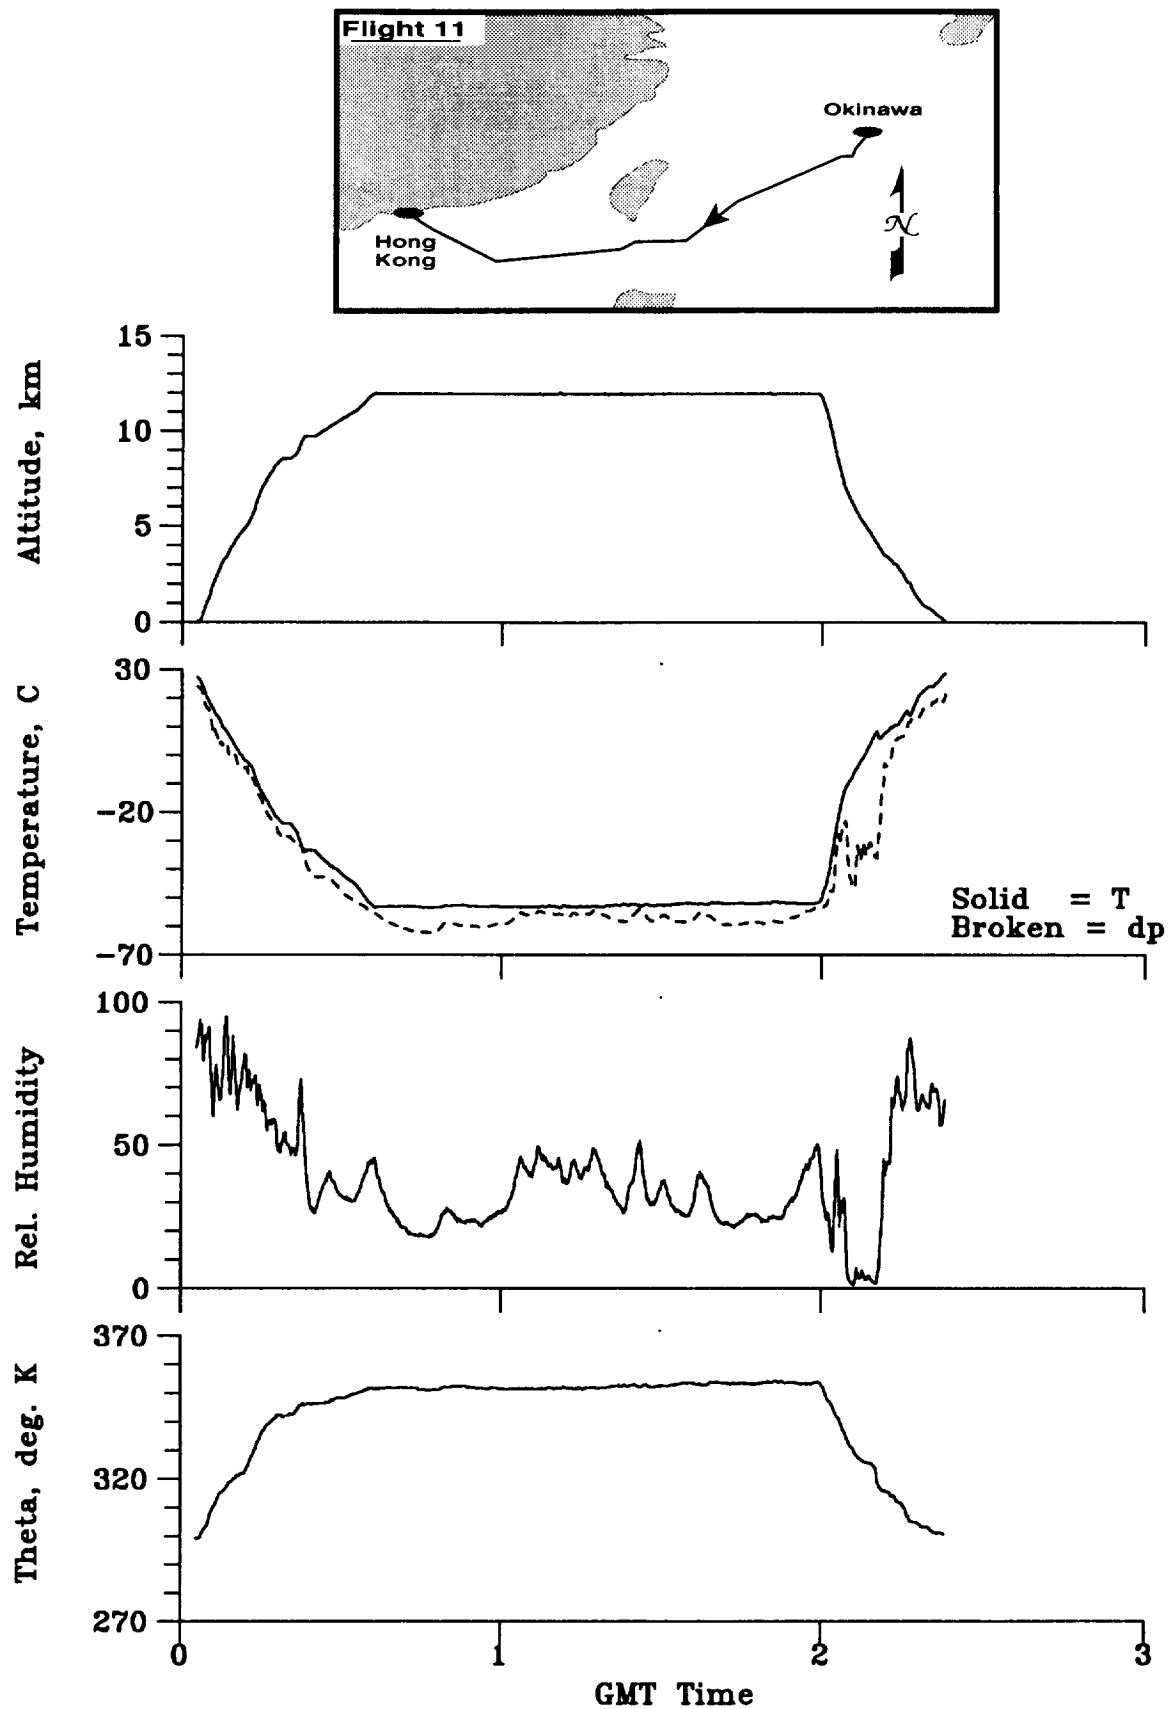 Flight 11
Okinawa
N
Hong
Kong
15
10
5
0
Altitude, km
30
-20
-70
Temperature, C
Solid = T
Broken = dp
100
50
0
Rel. Humidity
370
320
270
Theta, deg. K
0 1 2 3
GMT Time